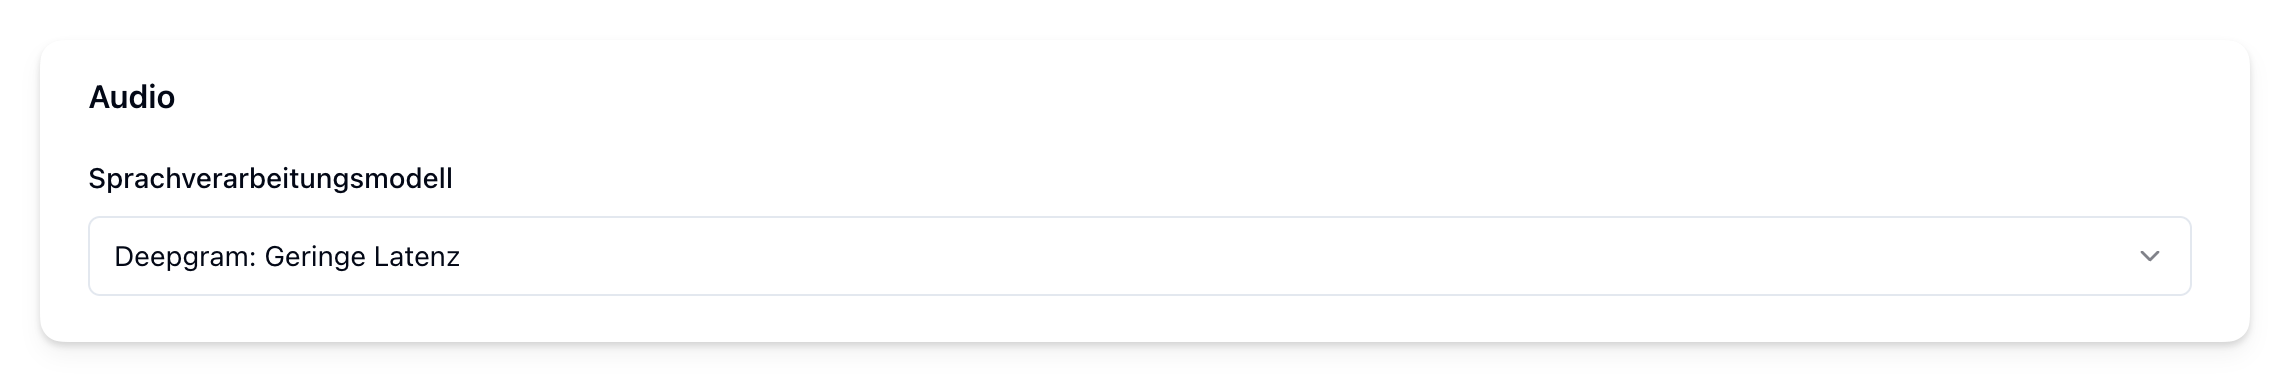 Audio
Sprachverarbeitungsmodell
Deepgram: Geringe Latenz